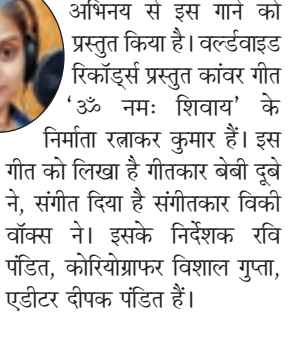 अभिनय से इस गाने को
प्रस्तुत किया है। वर्ल्डवाइड
रिकॉर्ड्स प्रस्तुत कांवर गीत
‘ॐ नमः शिवाय’ के
निर्माता रत्नाकर कुमार हैं। इस
गीत को लिखा है गीतकार बेबी दूबे
ने, संगीत दिया है संगीतकार विकी
वॉक्स ने। इसके निर्देशक रवि
पंडित, कोरियोग्राफर विशाल गुप्ता,
एडीटर दीपक पंडित हैं।